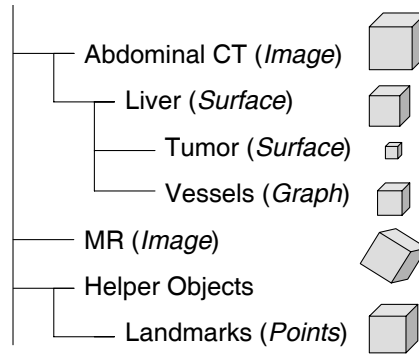 Abdominal CT (Image)
Liver (Surface)
Tumor (Surface)
Vessels (Graph)
MR (Image)
Helper Objects
Landmarks (Points)